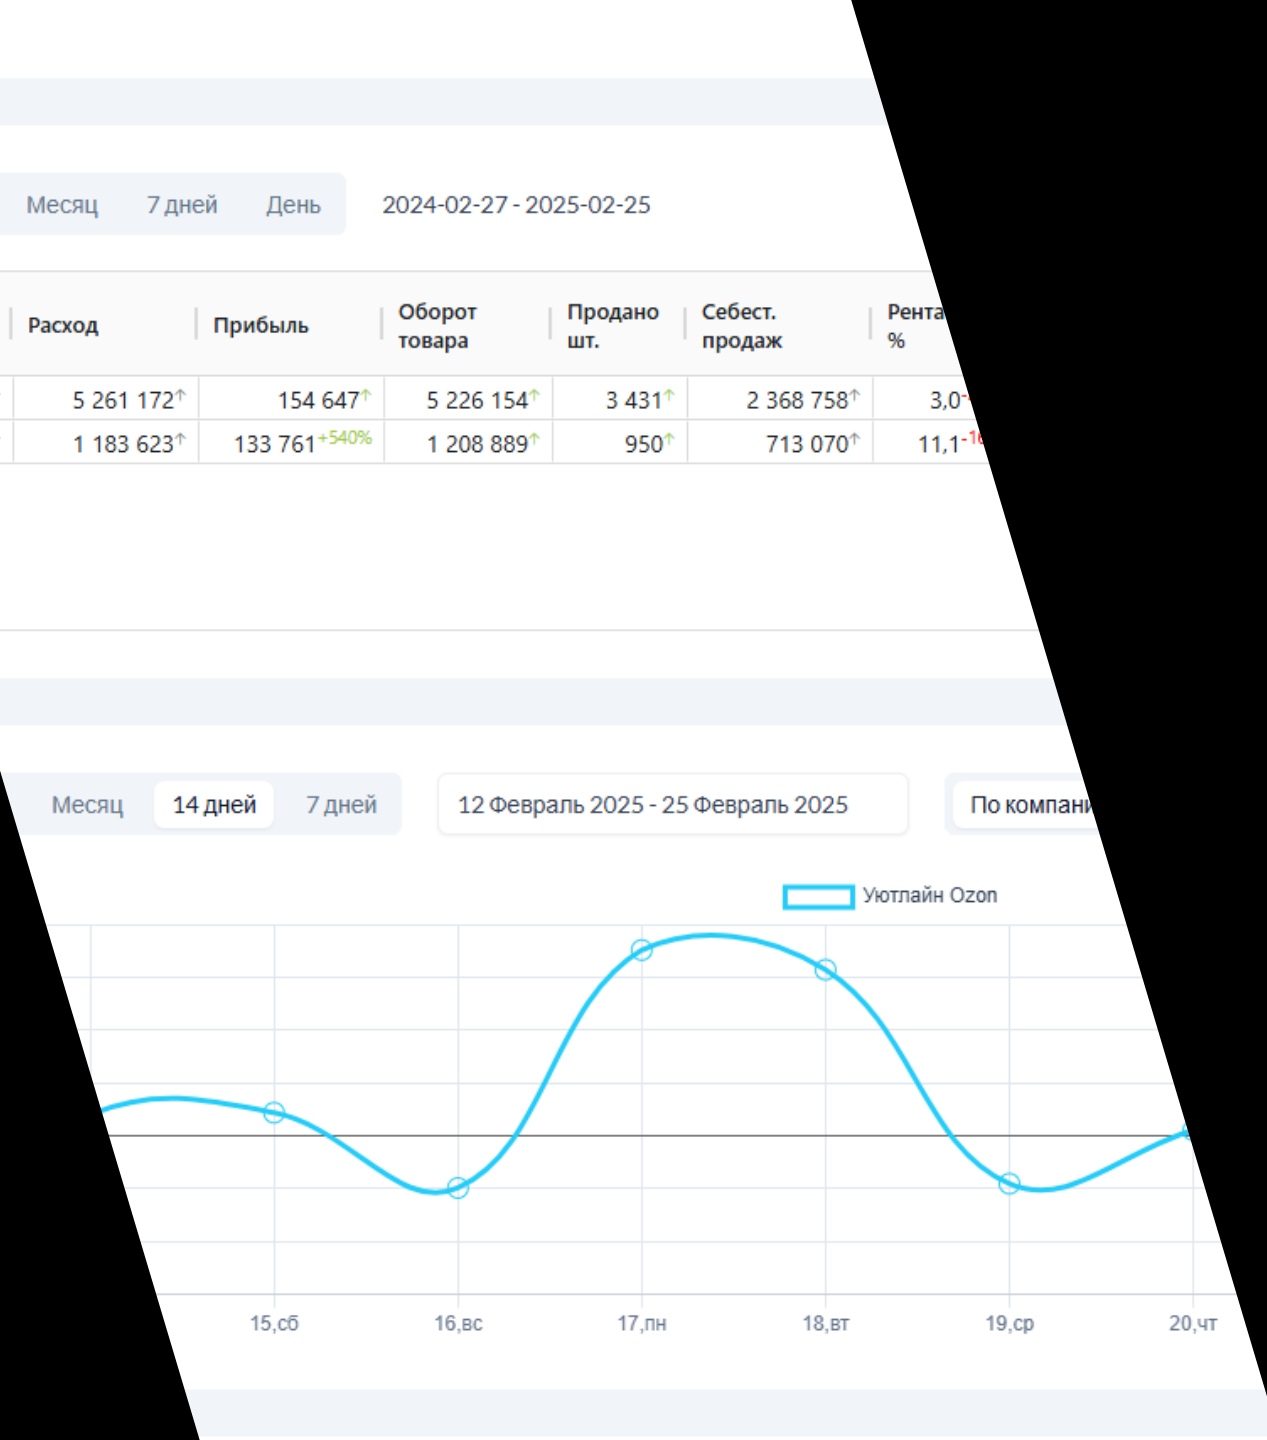 Месяц 7 дней День 2024-02-27 - 2025-02-25
Расход Прибыль Оборот товара Продано шт. Себест. продаж %
5 261 172↑ 154 647↑ 5 226 154↑ 3 431↑ 2 368 758↑ 3,0
1 183 623↑ 133 761+540% 1 208 889↑ 950↑ 713 070↑ 11,1
Месяц 14 дней 7 дней 12 Февраль 2025 - 25 Февраль 2025 По
Уютлайн Ozon
15,сб 16,вс 17,пн 18,вт 19,ср 20,чт